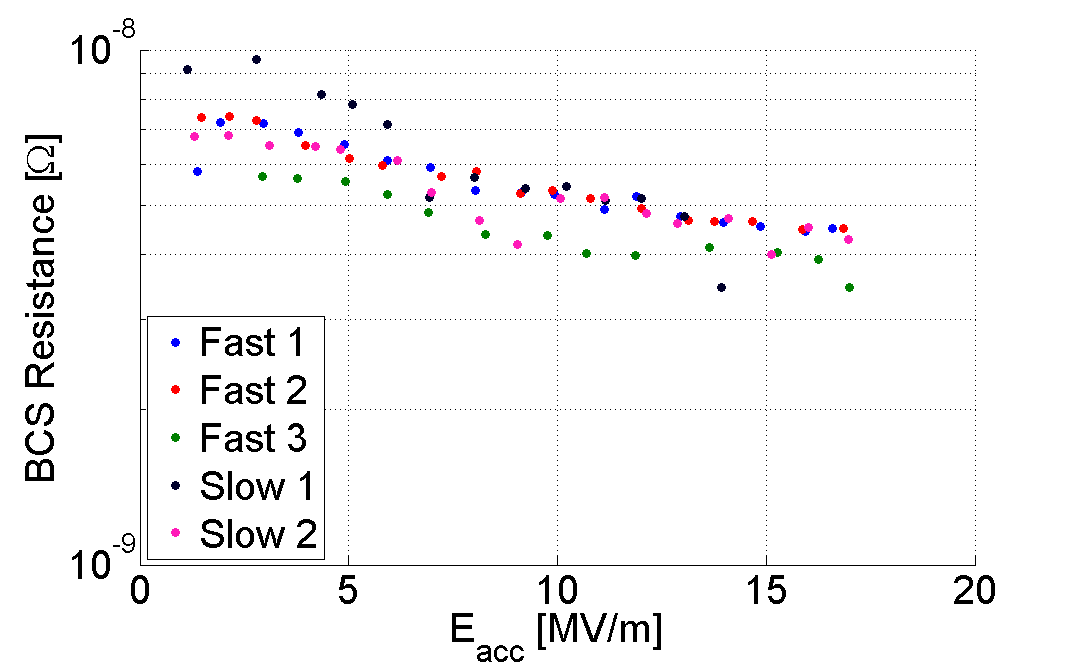 10^-8
BCS Resistance [Ω]
Fast 1
Fast 2
Fast 3
Slow 1
Slow 2
10^-9
0 5 10 15 20
E_acc [MV/m]